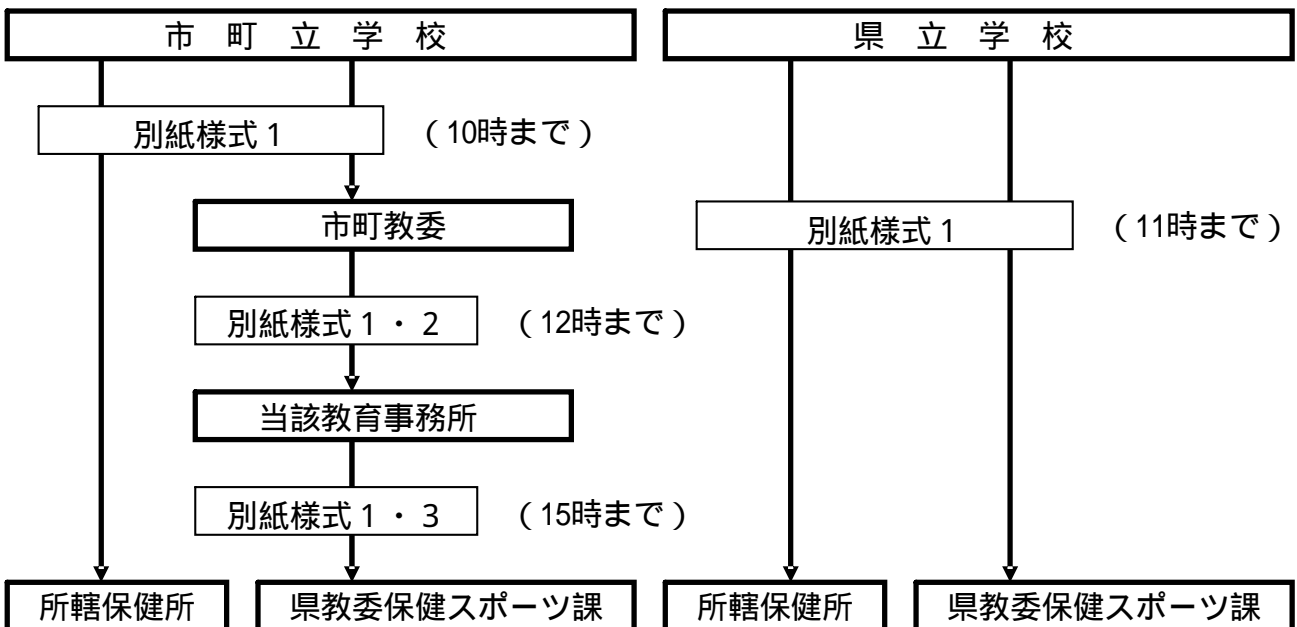 市町立学校
県立学校
別紙様式1
(10時まで)
市町教委
別紙様式1
(11時まで)
別紙様式1・2
(12時まで)
当該教育事務所
別紙様式1・3
(15時まで)
所轄保健所
県教委保健スポーツ課
所轄保健所
県教委保健スポーツ課